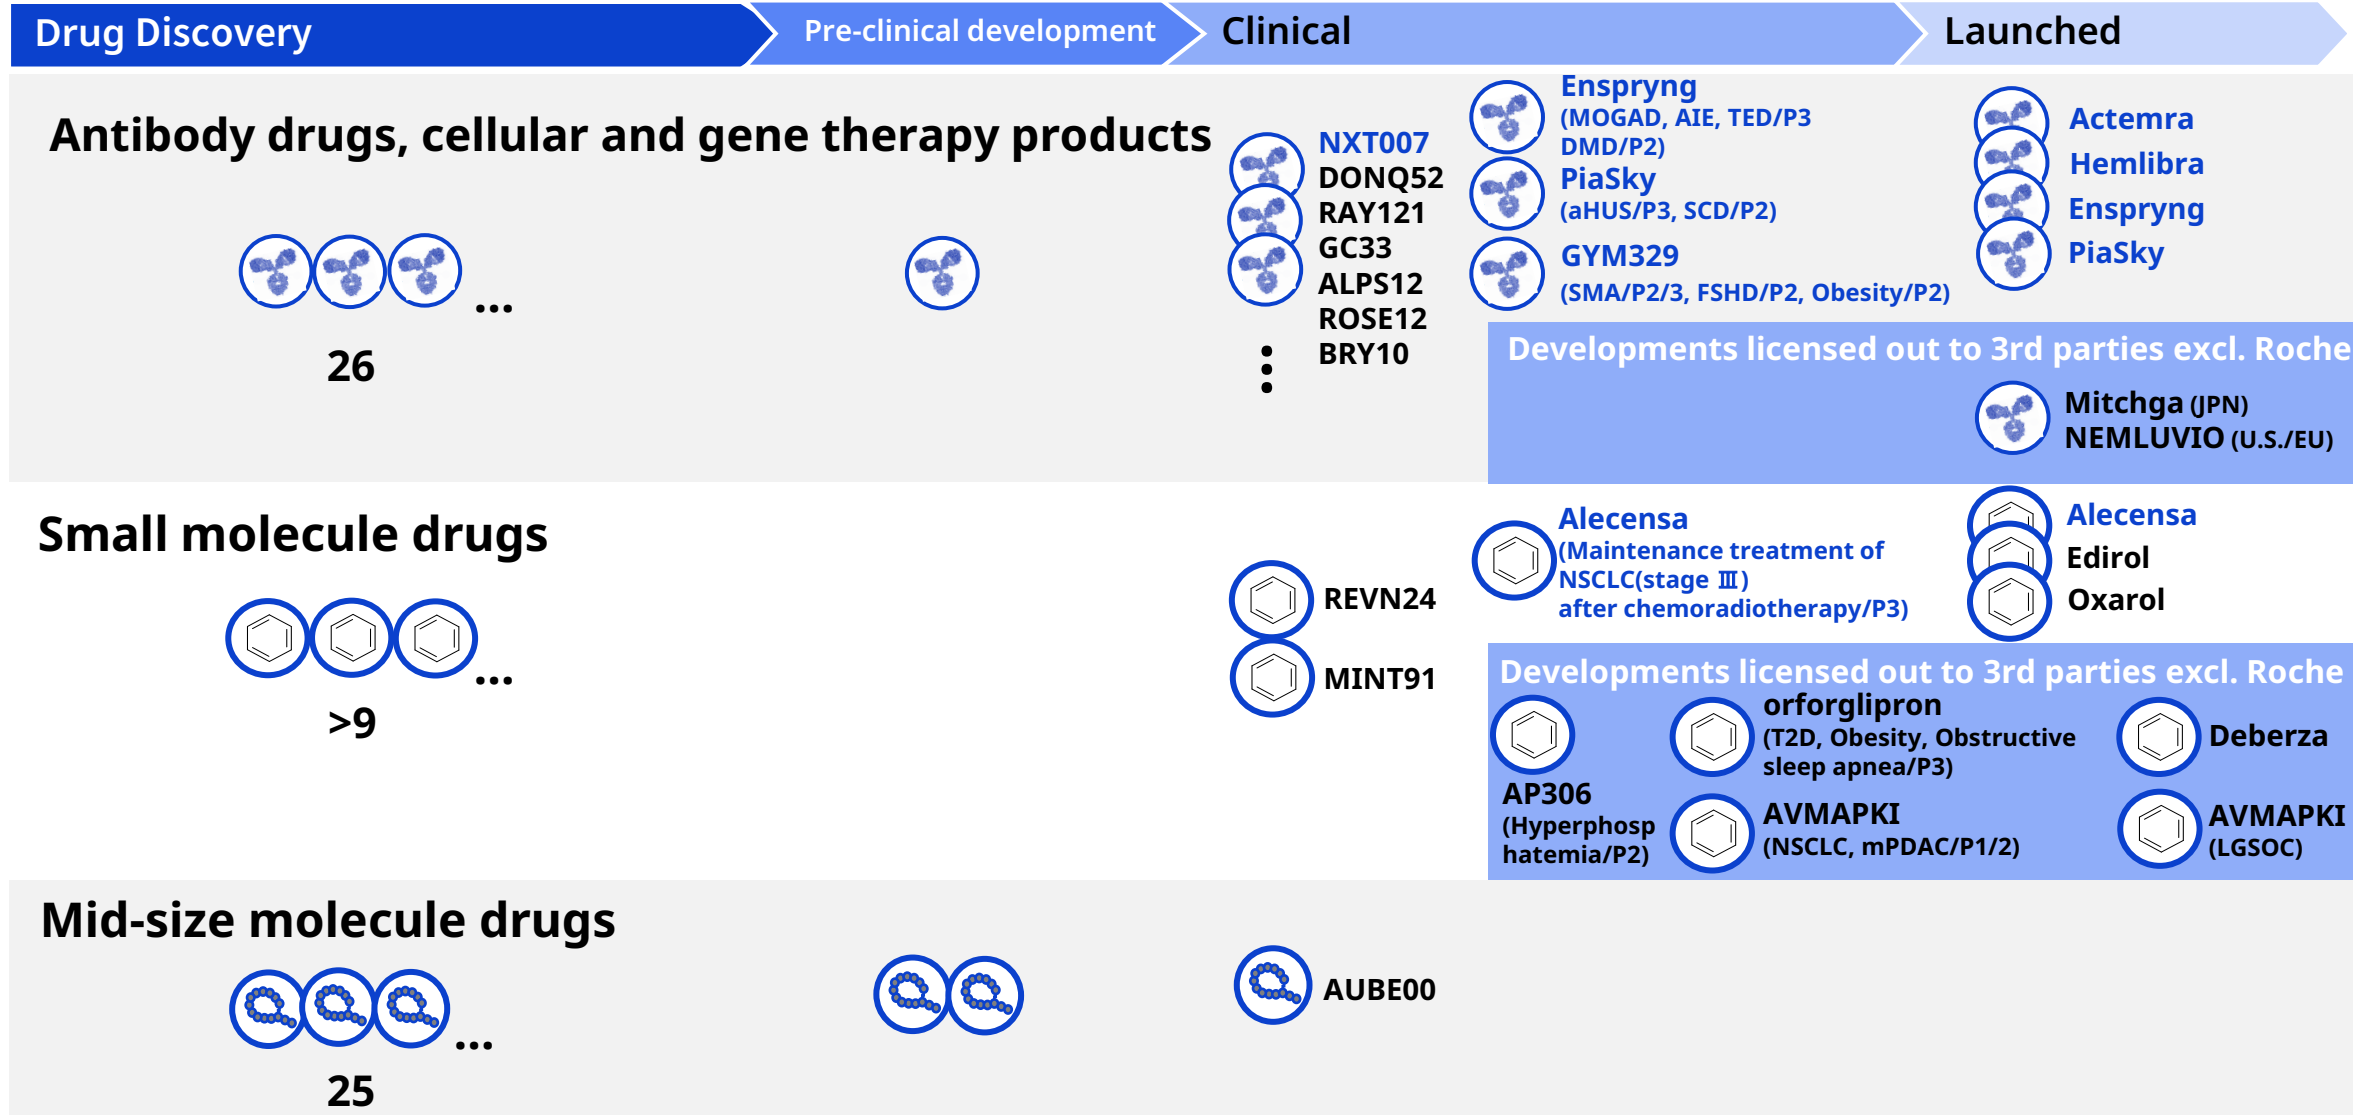 Drug Discovery
Pre-clinical development
Clinical
Launched
Antibody drugs, cellular and gene therapy products
...
26
NXT007
DONQ52
RAY121
GC33
ALPS12
ROSE12
BRY10
Enspryng
(MOGAD, AIE, TED/P3
DMD/P2)
PiaSky
(aHUS/P3, SCD/P2)
GYM329
(SMA/P2/3, FSHD/P2, Obesity/P2)
Actemra
Hemlibra
Enspryng
PiaSky
Developments licensed out to 3rd parties excl. Roche
Mitchga (JPN)
NEMLUVIO (U.S./EU)
Small molecule drugs
...
>9
REVN24
MINT91
Alecensa
(Maintenance treatment of
NSCLC(stage Ⅲ)
after chemoradiotherapy/P3)
Alecensa
Edirol
Oxarol
Developments licensed out to 3rd parties excl. Roche
AP306
(Hyperphosp
hatemia/P2)
orforglipron
(T2D, Obesity, Obstructive
sleep apnea/P3)
AVMAPKI
(NSCLC, mPDAC/P1/2)
Deberza
AVMAPKI
(LGSOC)
Mid-size molecule drugs
...
25
AUBE00